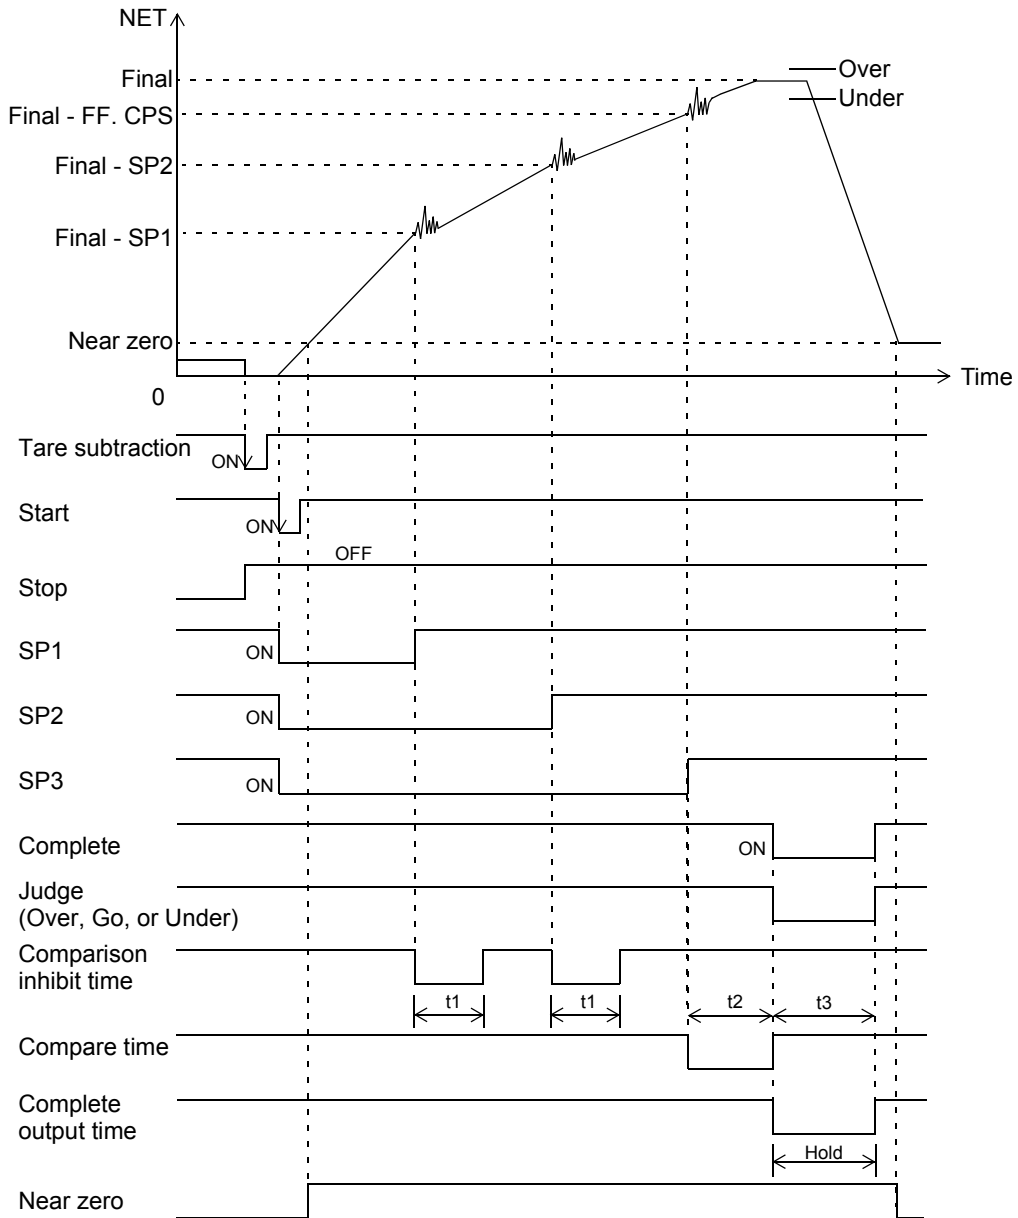 NET
Final
Over
Under
Final - FF. CPS
Final - SP2
Final - SP1
Near zero
Time
0
Tare subtraction
ON
Start
ON
OFF
Stop
SP1
ON
SP2
ON
SP3
ON
Complete
ON
Judge
(Over, Go, or Under)
Comparison
inhibit time
t1
t1
t2
t3
Compare time
Complete
output time
Hold
Near zero